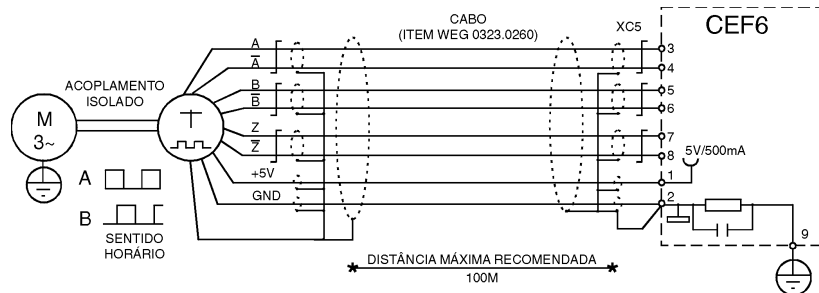 CABO
(ITEM WEG 0323.0260)
XC5
CEF6
ACOPLAMENTO
ISOLADO
M
3~
A
A̅
B
B̅
Z
Z̅
+5V
GND
3
4
5
6
7
8
1
2
9
5V/500mA
A
B
SENTIDO
HORÁRIO
DISTÂNCIA MÁXIMA RECOMENDADA
100M